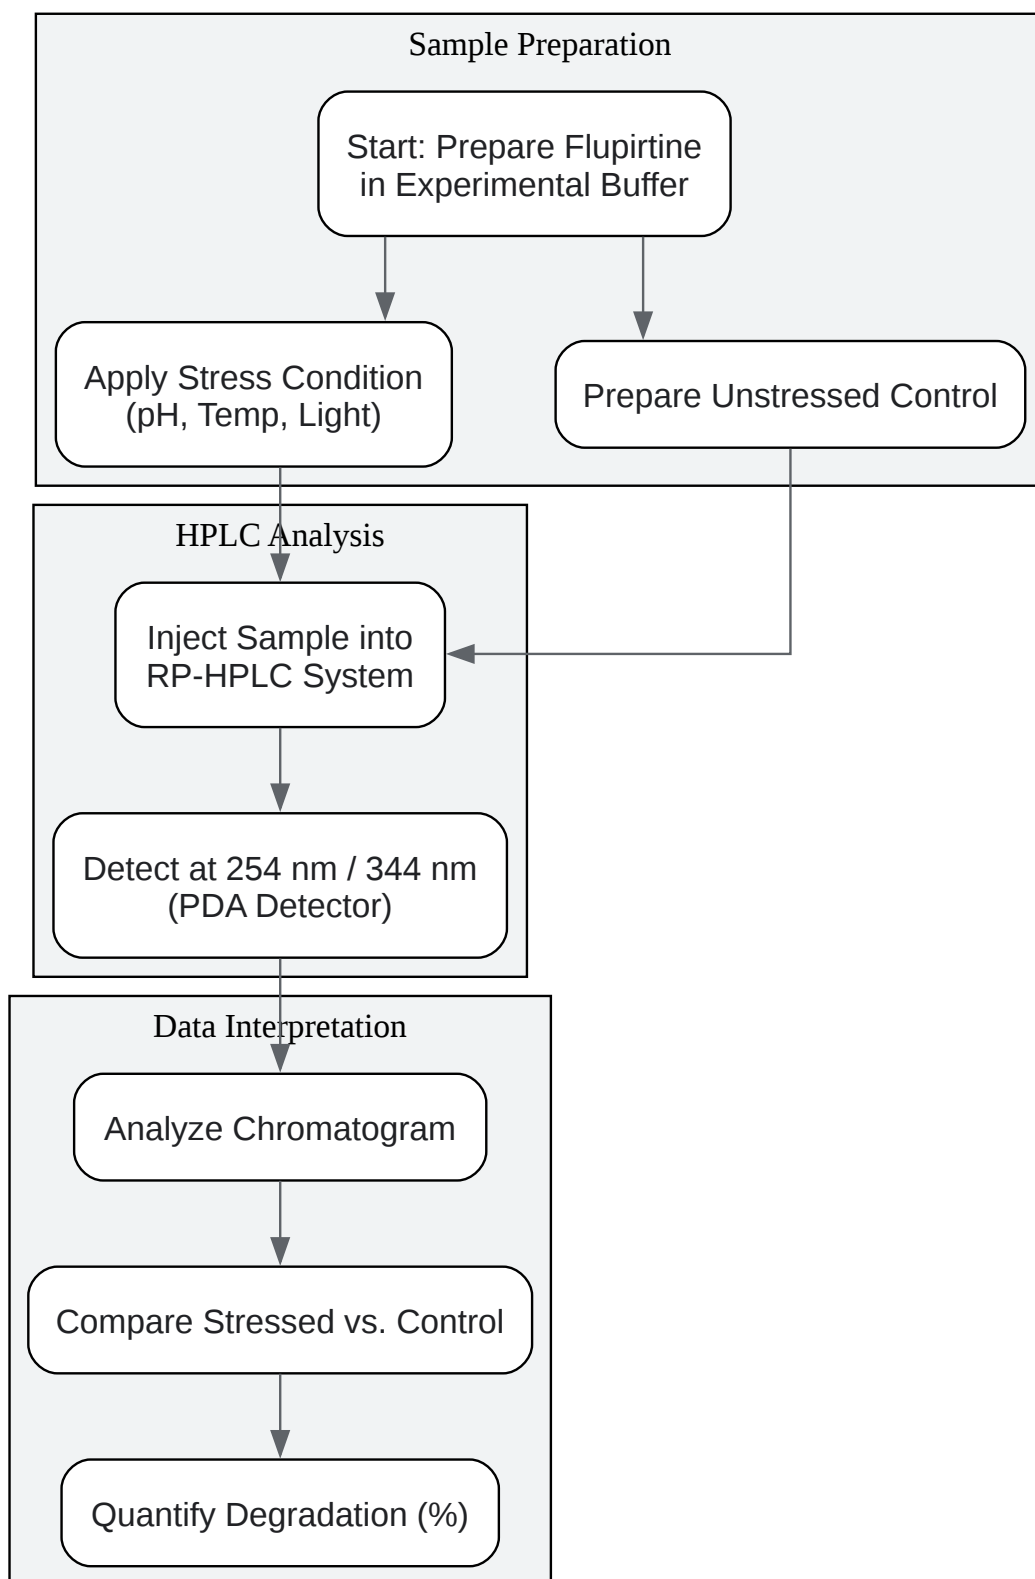 Sample Preparation
Start: Prepare Flupirtine
in Experimental Buffer
Apply Stress Condition
(pH, Temp, Light)
Prepare Unstressed Control
HPLC Analysis
Inject Sample into
RP-HPLC System
Detect at 254 nm / 344 nm
(PDA Detector)
Data Interpretation
Analyze Chromatogram
Compare Stressed vs. Control
Quantify Degradation (%)